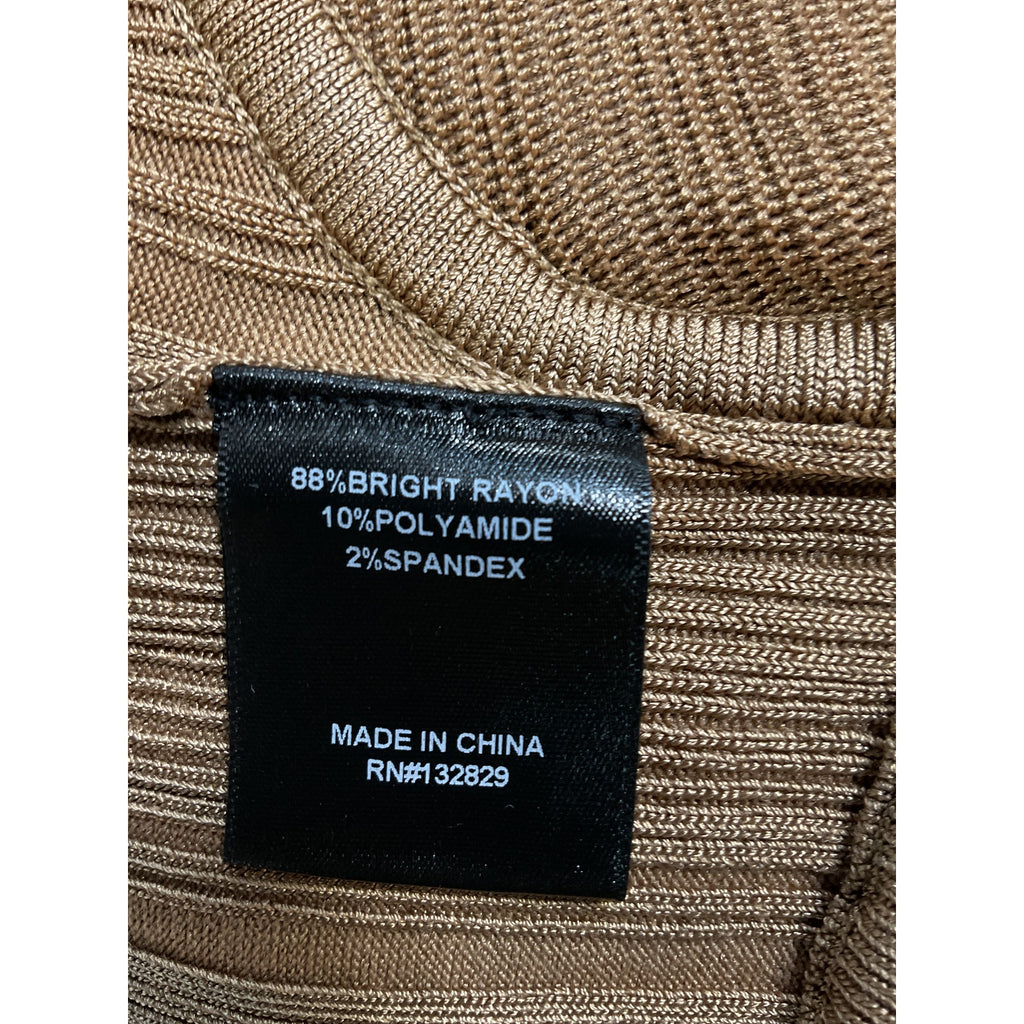 88%BRIGHT RAYON
10%POLYAMIDE
2%SPANDEX
MADE IN CHINA
RN#132829